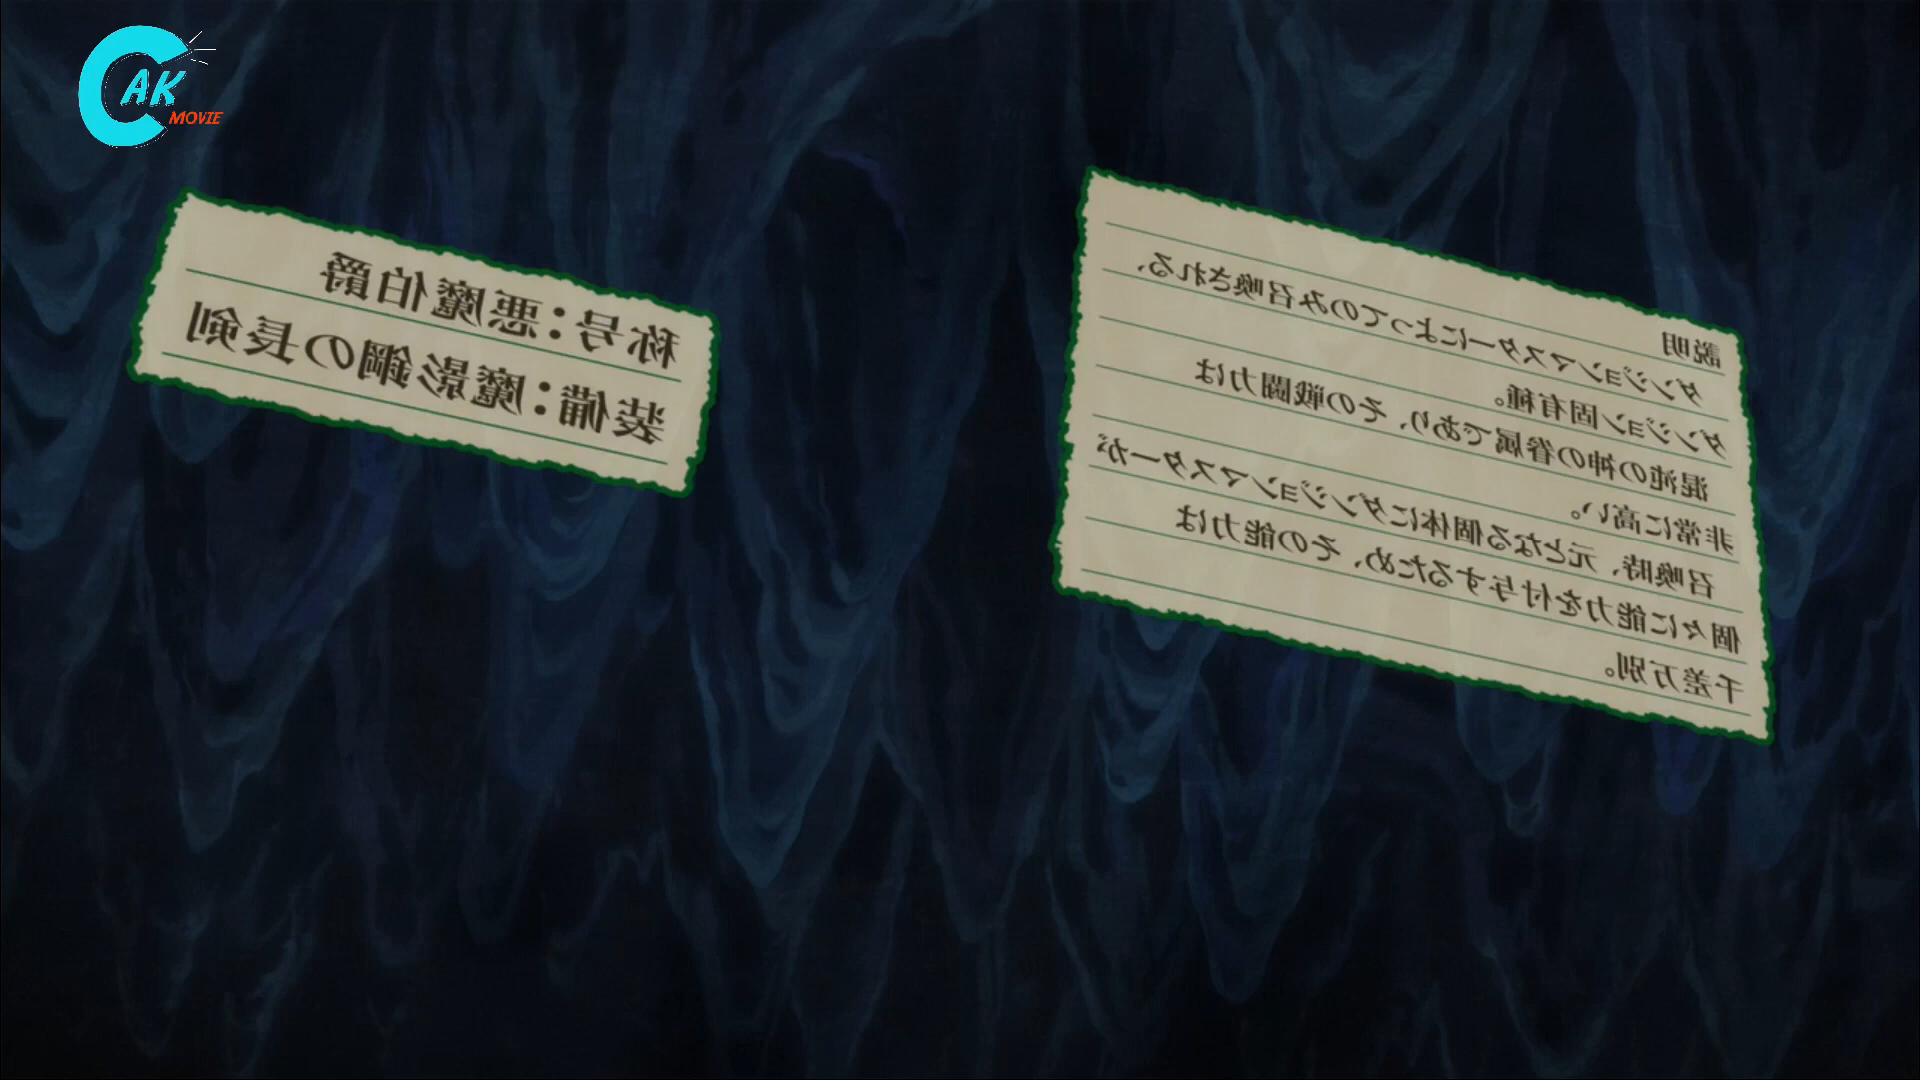 CAK
MOVIE
称号：悪魔伯爵
装備：魔影鋼の長剣
説明
ダンジョンマスターによってのみ召喚される、
ダンジョン固有種。
混沌の神の眷属であり、その戦闘力は
非常に高い。
召喚時、元となる個体にダンジョンマスターが
個々に能力を付与するため、その能力は
千差万別。